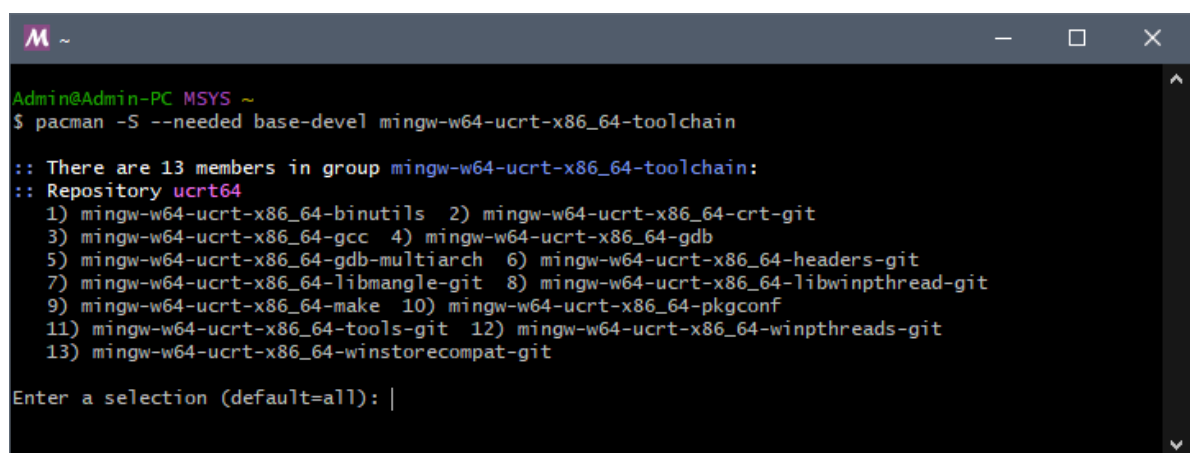 M ~
Admin@Admin-PC MSYS ~
$ pacman -S --needed base-devel mingw-w64-ucrt-x86_64-toolchain
:: There are 13 members in group mingw-w64-ucrt-x86_64-toolchain:
:: Repository ucrt64
1) mingw-w64-ucrt-x86_64-binutils 2) mingw-w64-ucrt-x86_64-crt-git
3) mingw-w64-ucrt-x86_64-gcc 4) mingw-w64-ucrt-x86_64-gdb
5) mingw-w64-ucrt-x86_64-gdb-multiarch 6) mingw-w64-ucrt-x86_64-headers-git
7) mingw-w64-ucrt-x86_64-libmangle-git 8) mingw-w64-ucrt-x86_64-libwinpthread-git
9) mingw-w64-ucrt-x86_64-make 10) mingw-w64-ucrt-x86_64-pkgconf
11) mingw-w64-ucrt-x86_64-tools-git 12) mingw-w64-ucrt-x86_64-winpthreads-git
13) mingw-w64-ucrt-x86_64-winstorecompat-git
Enter a selection (default=all):